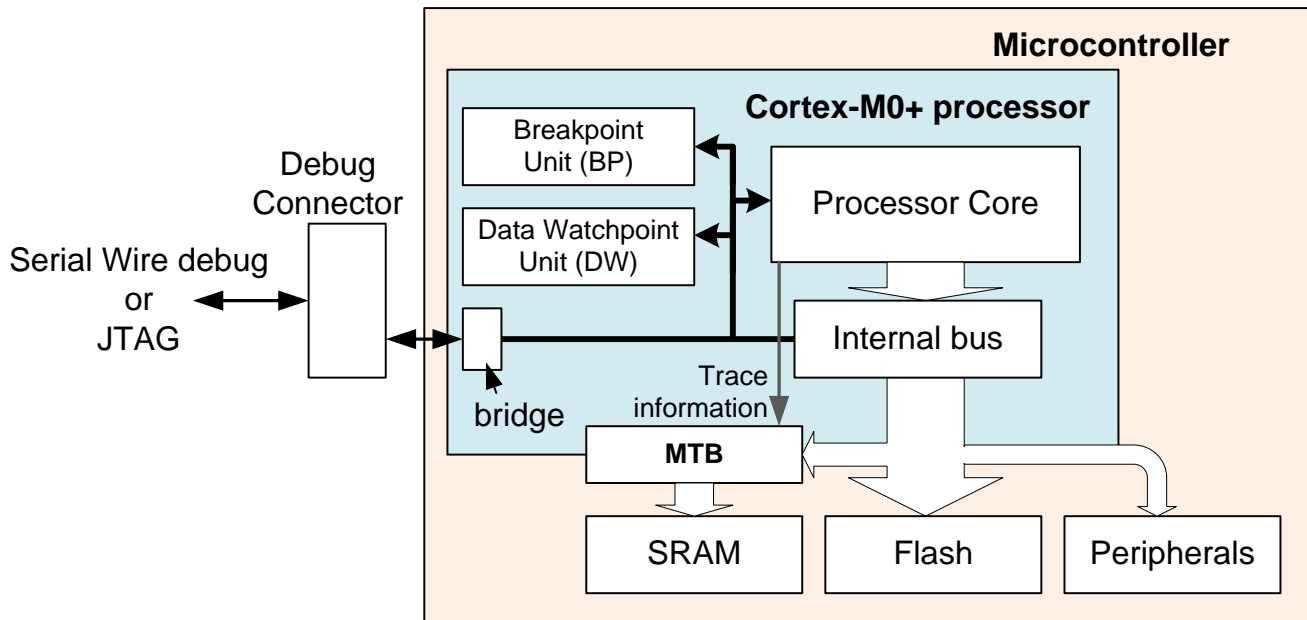 Microcontroller
Cortex-M0+ processor
Breakpoint
Unit (BP)
Debug
Connector
Processor Core
Data Watchpoint
Unit (DW)
Serial Wire debug
or
JTAG
Internal bus
Trace
information
bridge
MTB
SRAM
Flash
Peripherals